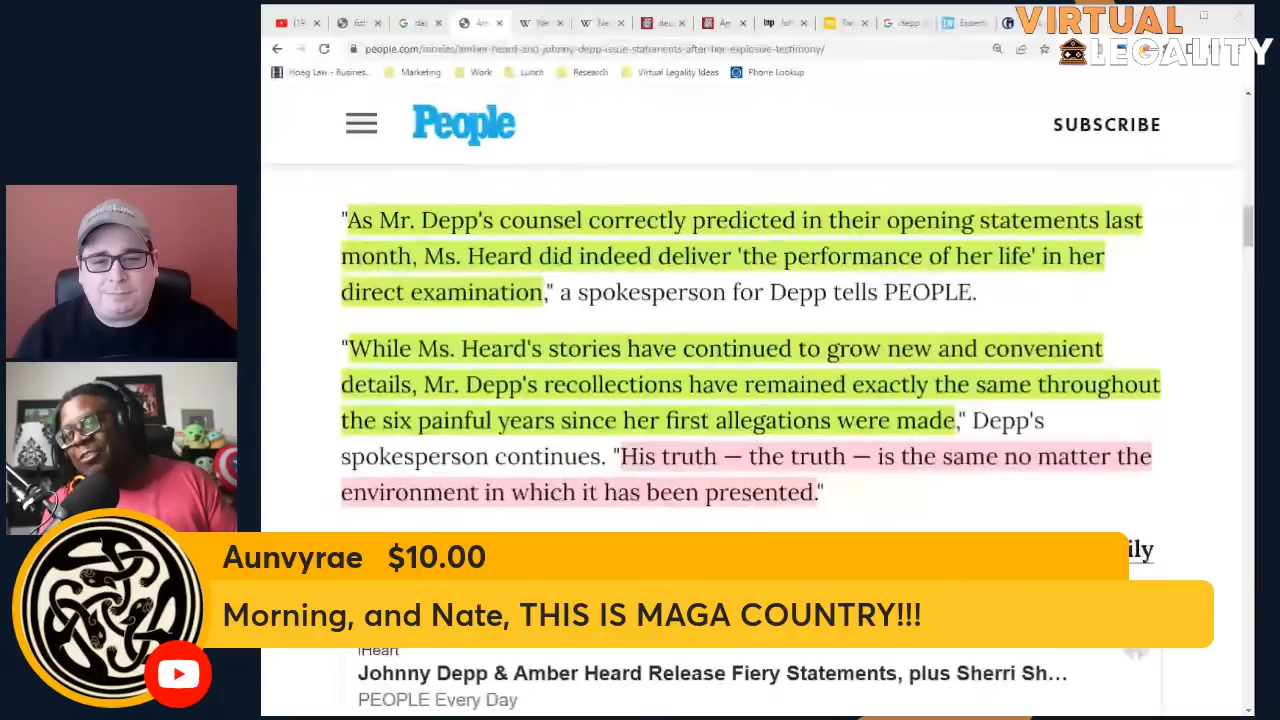 VIRTUAL
LEGALITY
people.com/movies/amber-heard-and-johnny-depp-issue-statements-after-her-explosive-testimony/
Hoeg Law - Busines...
Marketing
Work
Lunch
Research
Virtual Legality Ideas
Phone Lookup
People
SUBSCRIBE
"As Mr. Depp's counsel correctly predicted in their opening statements last
month, Ms. Heard did indeed deliver 'the performance of her life' in her
direct examination," a spokesperson for Depp tells PEOPLE.
"While Ms. Heard's stories have continued to grow new and convenient
details, Mr. Depp's recollections have remained exactly the same throughout
the six painful years since her first allegations were made," Depp's
spokesperson continues. "His truth — the truth — is the same no matter the
environment in which it has been presented."
Aunvyrae $10.00
Morning, and Nate, THIS IS MAGA COUNTRY!!!
iHeart
Johnny Depp & Amber Heard Release Fiery Statements, plus Sherri Sh...
PEOPLE Every Day